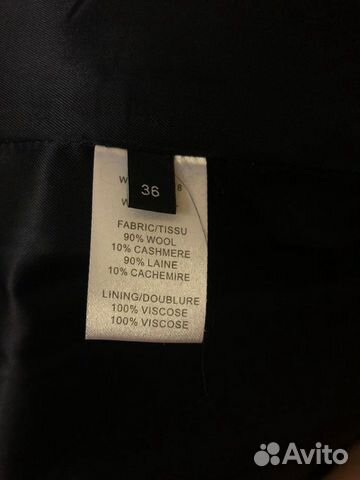 36
FABRIC/TISSU
90% WOOL
10% CASHMERE
90% LAINE
10% CACHEMIRE
LINING/DOUBLURE
100% VISCOSE
100% VISCOSE
Avito